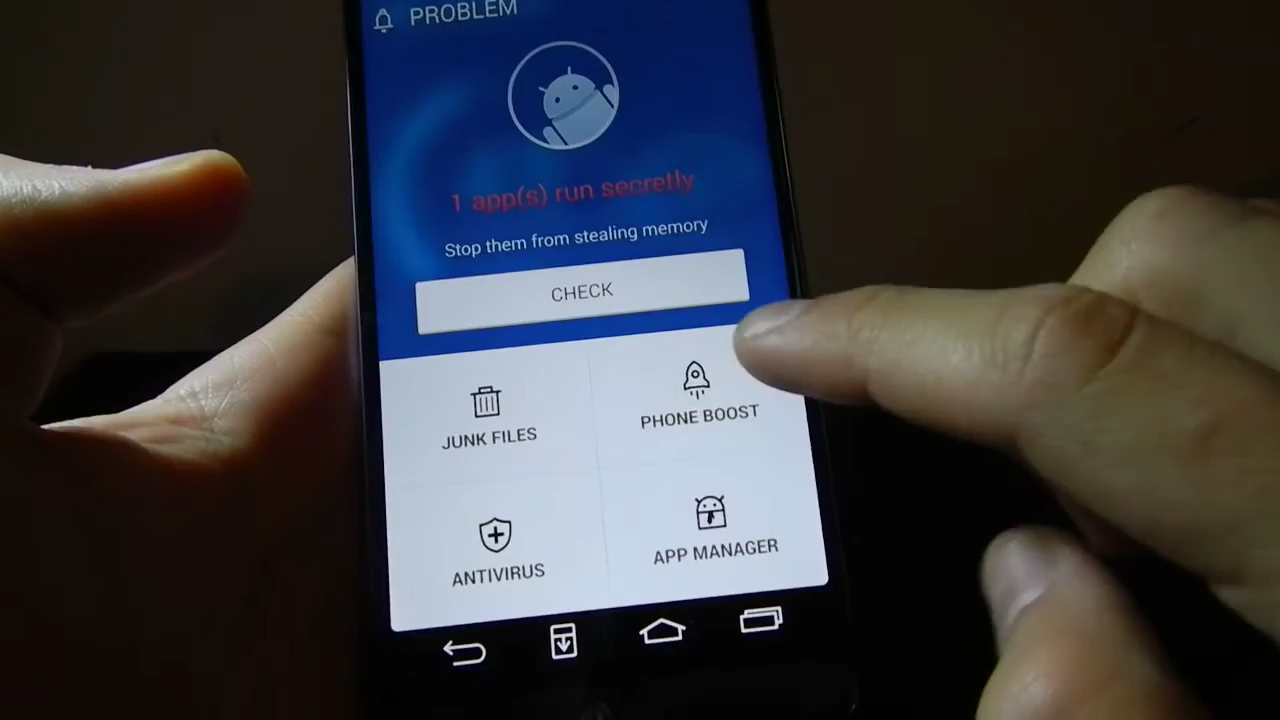 PROBLEM
1 app(s) run secretly
Stop them from stealing memory
CHECK
JUNK FILES
PHONE BOOST
ANTIVIRUS
APP MANAGER